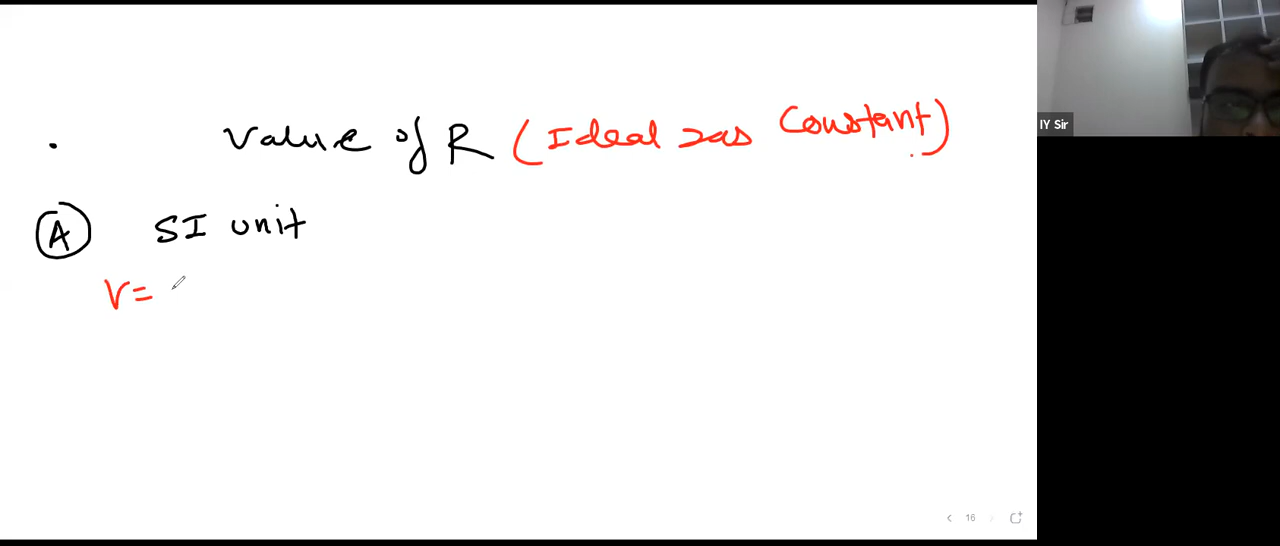 . Value of R (Ideal gas Constant)
A SI unit
V=
IY Sir
16